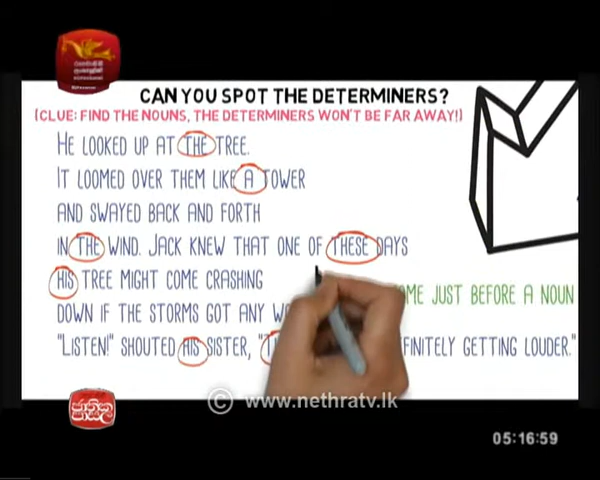 CAN YOU SPOT THE DETERMINERS?
(CLUE: FIND THE NOUNS, THE DETERMINERS WON'T BE FAR AWAY!)
HE LOOKED UP AT THE TREE.
IT LOOMED OVER THEM LIKE A TOWER
AND SWAYED BACK AND FORTH
IN THE WIND. JACK KNEW THAT ONE OF THESE DAYS
HIS TREE MIGHT COME CRASHING
JUST BEFORE A NOUN
DOWN IF THE STORMS GOT ANY
"LISTEN!" SHOUTED HIS SISTER, " GETTING LOUDER."
ජාතික
පාසල
© www.nethratv.lk
05:16:59